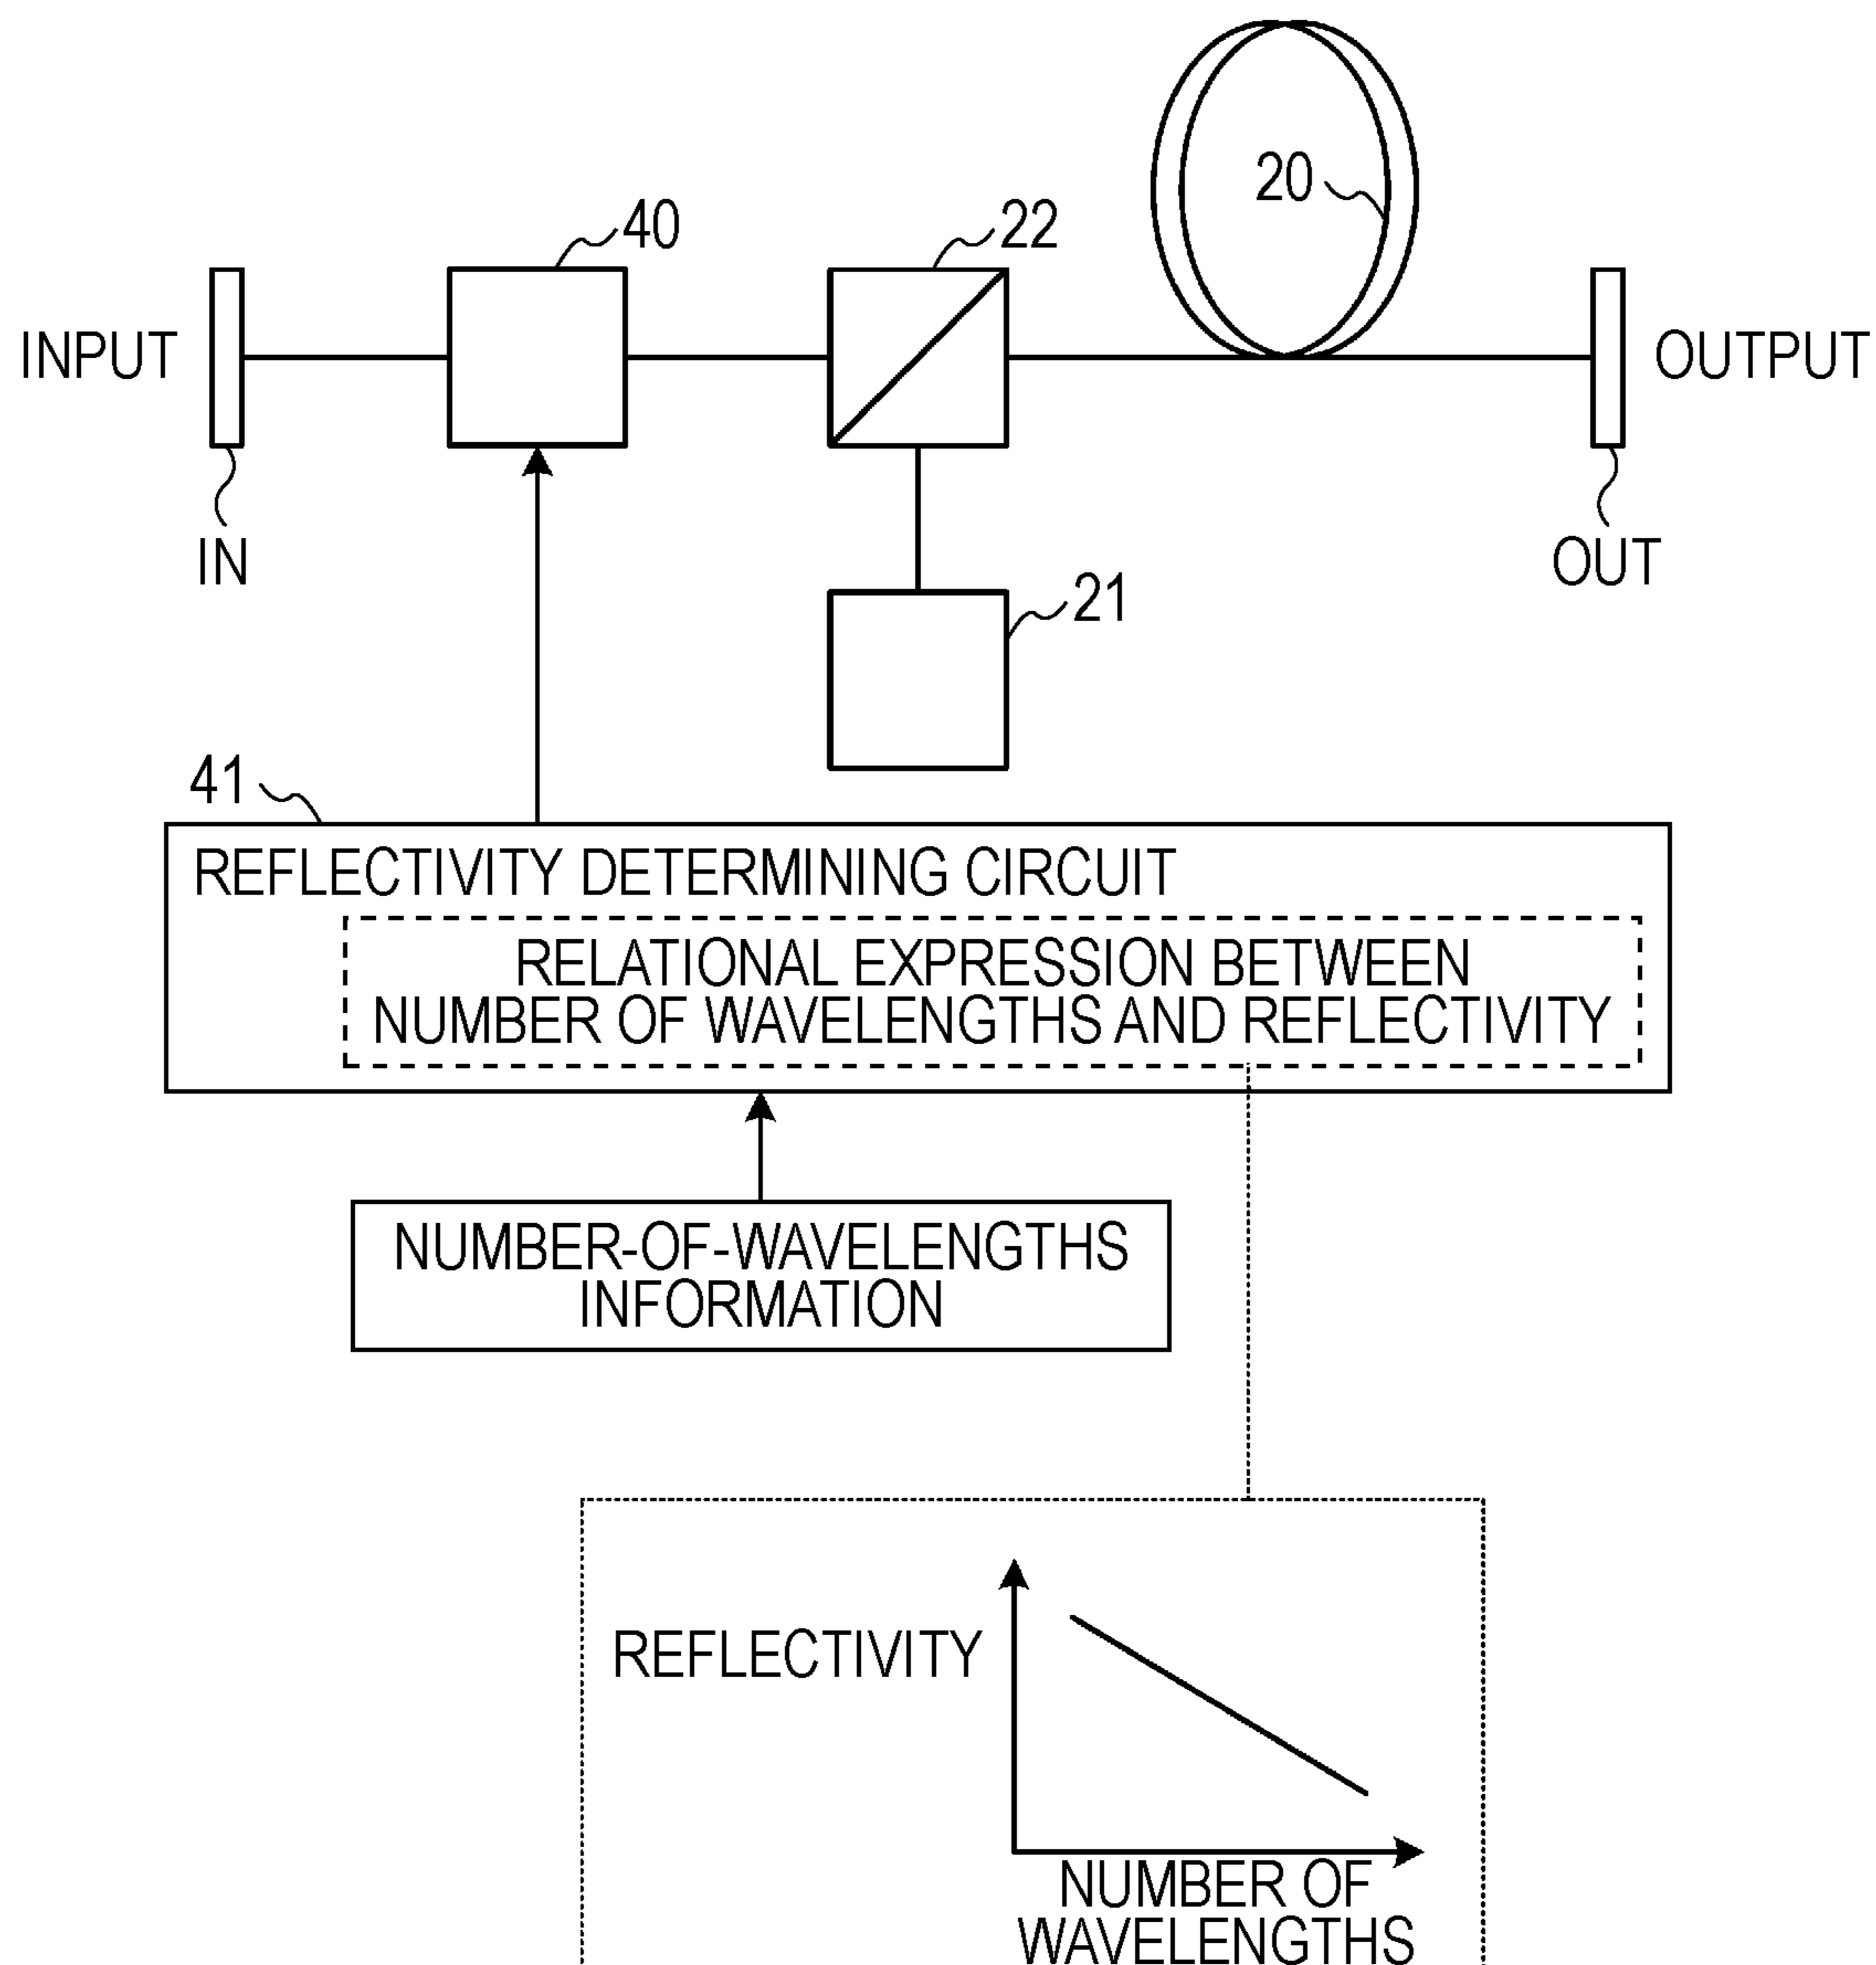 20
40
22
INPUT
OUTPUT
IN
OUT
21
41
REFLECTIVITY DETERMINING CIRCUIT
RELATIONAL EXPRESSION BETWEEN
NUMBER OF WAVELENGTHS AND REFLECTIVITY
NUMBER-OF-WAVELENGTHS
INFORMATION
REFLECTIVITY
NUMBER OF
WAVELENGTHS